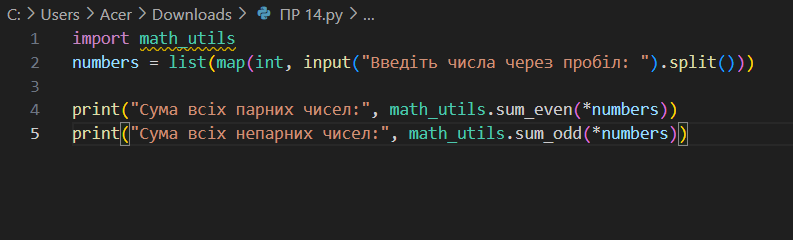 C: > Users > Acer > Downloads > ПР 14.py > ...
1 import math_utils
2 numbers = list(map(int, input("Введіть числа через пробіл: ").split()))
3
4 print("Сума всіх парних чисел:", math_utils.sum_even(*numbers))
5 print("Сума всіх непарних чисел:", math_utils.sum_odd(*numbers))